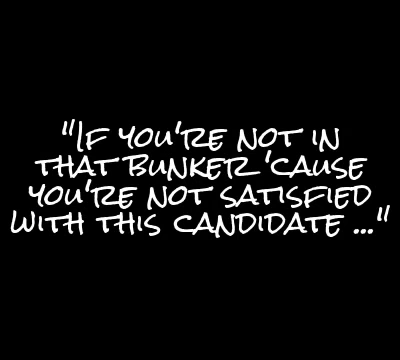 "If you're not in
that bunker 'cause
you're not satisfied
with this candidate ..."